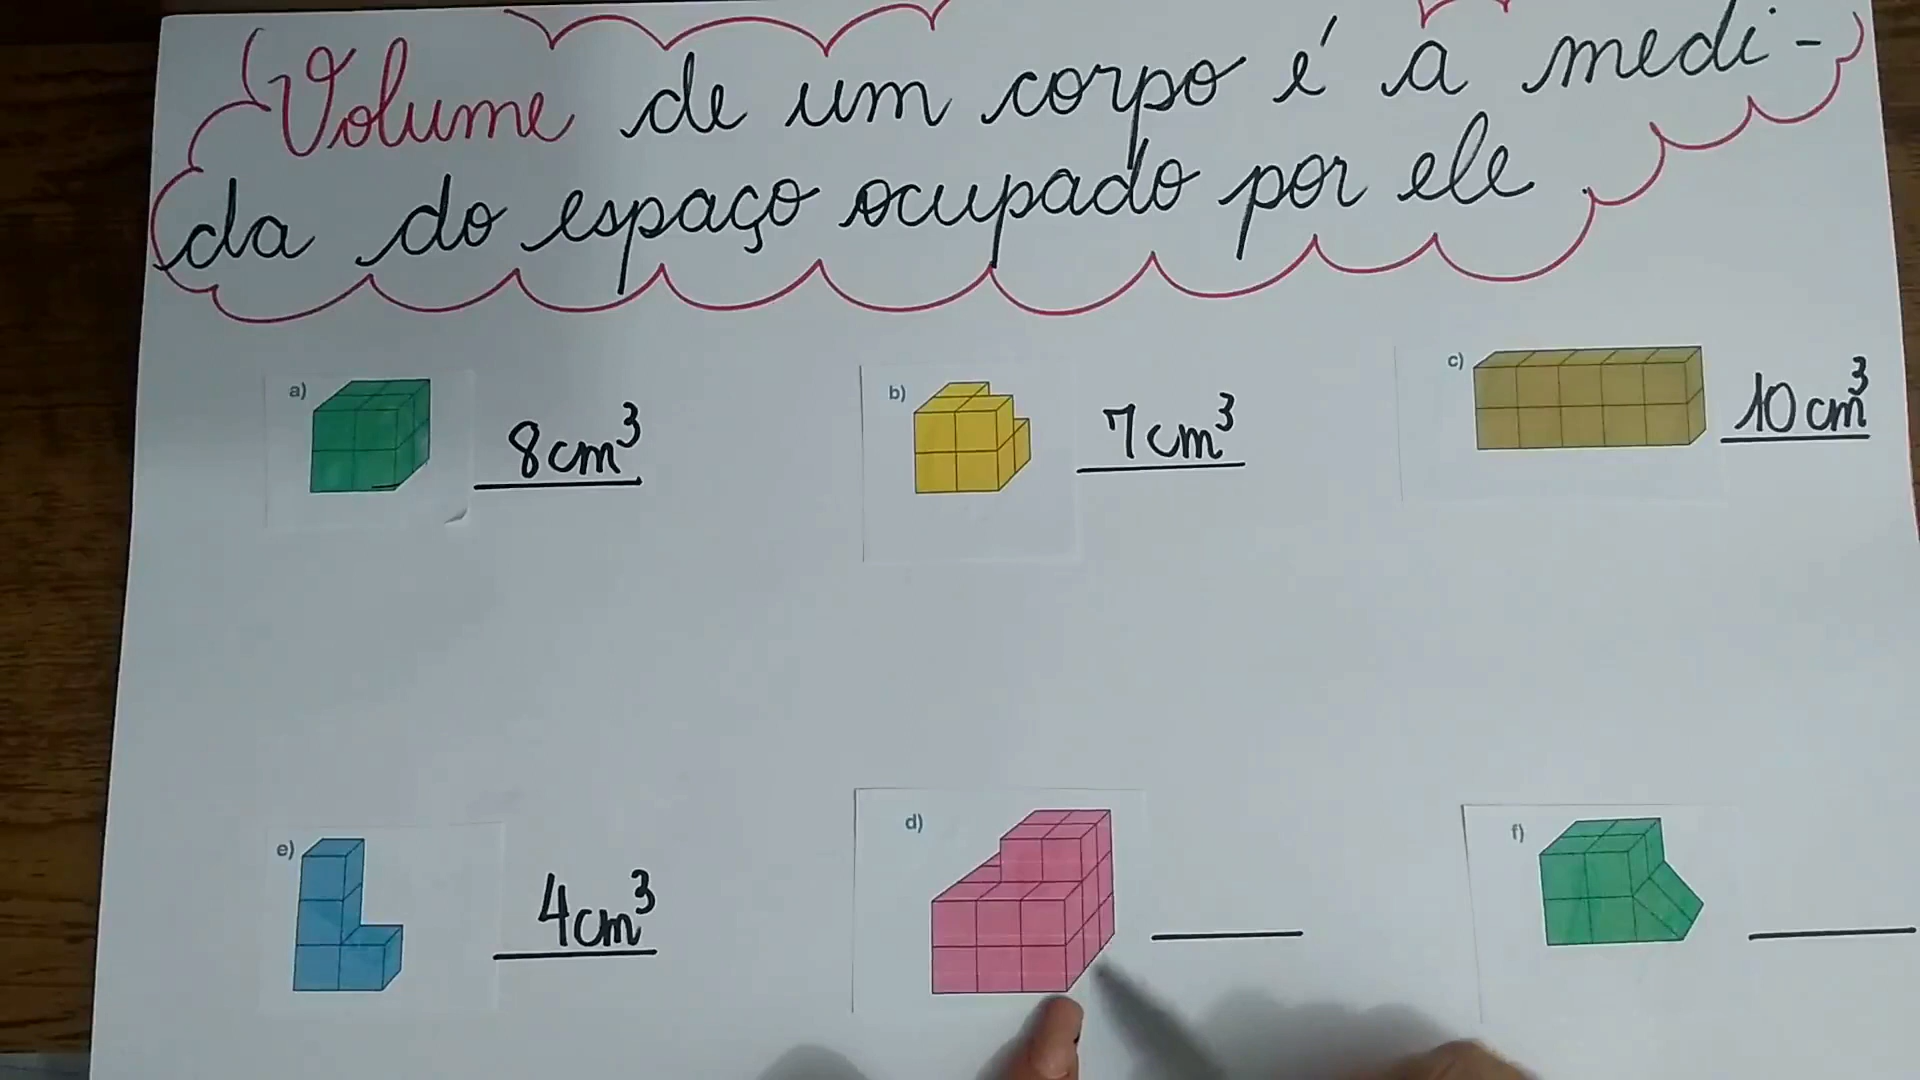 Volume de um corpo é a medi-
da do espaço ocupado por ele
a) 8cm³
b) 7cm³
c) 10cm³
e) 4cm³
d)
f)